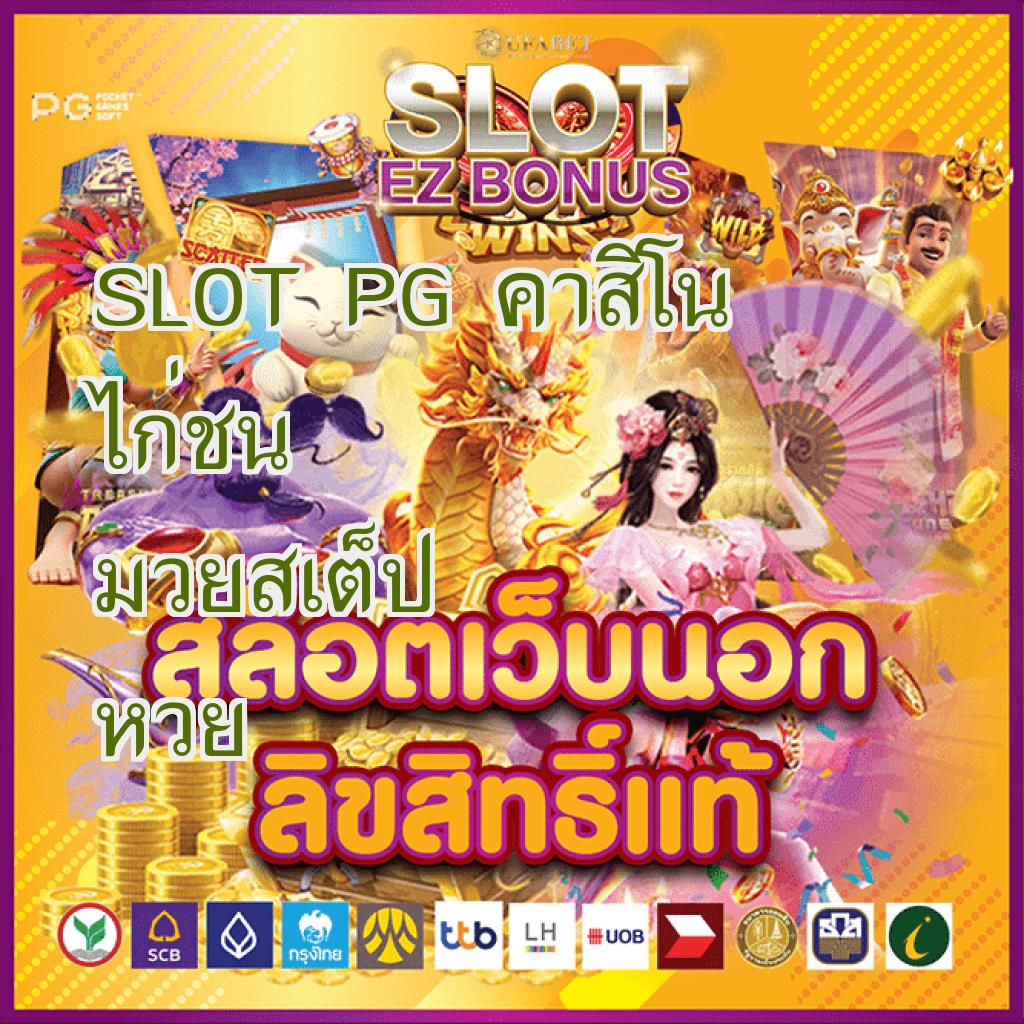 UFABET
PG POCKET GAMES SOFT
SLOT
EZ BONUS
WINS
WILD
SCATTER
SLOT PG คาสิโน
ไก่ชน
มวยสเต็ป
สล็อตเว็บนอก
หวย
ลิขสิทธิ์แท้
SCB
กรุงไทย
ttb
LH
UOB